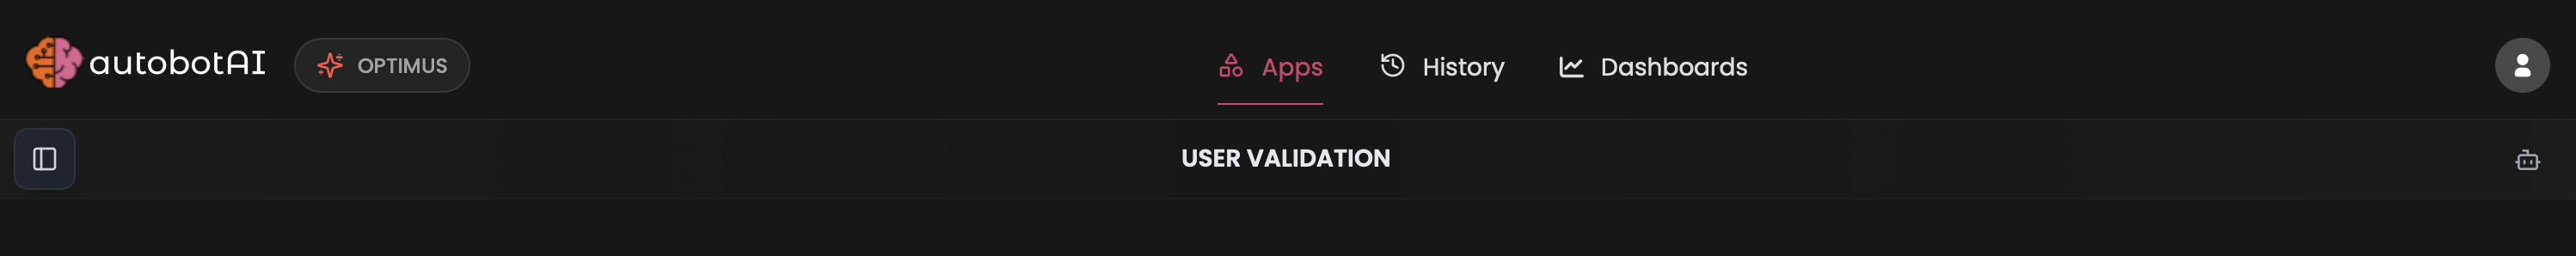 autobotAI OPTIMUS Apps History Dashboards
USER VALIDATION